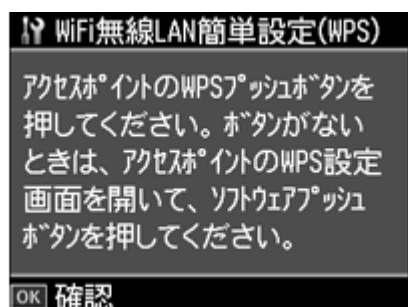 WiFi無線LAN簡単設定(WPS)
ｱｸｾｽﾎﾟｲﾝﾄのWPSﾌﾟｯｼｭﾎﾞﾀﾝを
押してください。ﾎﾞﾀﾝがない
ときは、ｱｸｾｽﾎﾟｲﾝﾄのWPS設定
画面を開いて、ｿﾌﾄｳｪｱﾌﾟｯｼｭ
ﾎﾞﾀﾝを押してください。
OK 確認